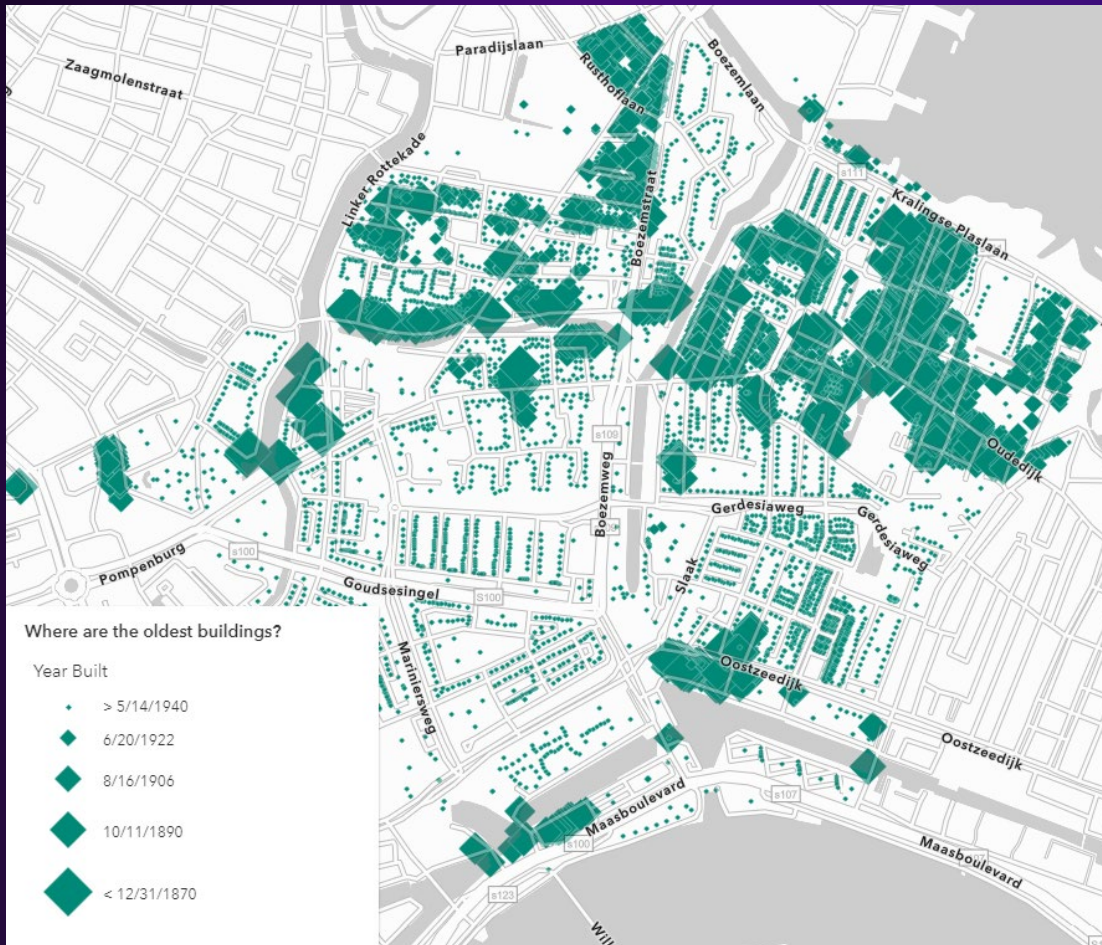 Paradijslaan
Zaagmolenstraat
Rusthoflaan
Boezemlaan
Linker Rottekade
s111
Kralingse Plaslaan
Boezemstraat
Oudedijk
s109
Boezemweg
Gerdesiaweg
Gerdesiaweg
Pompenburg
s100
Slaak
Goudsesingel
S100
Mariniersweg
Oostzeedijk
Oostzeedijk
Maasboulevard
s107
s100
Maasboulevard
s123
Where are the oldest buildings?
Year Built
> 5/14/1940
6/20/1922
8/16/1906
10/11/1890
< 12/31/1870